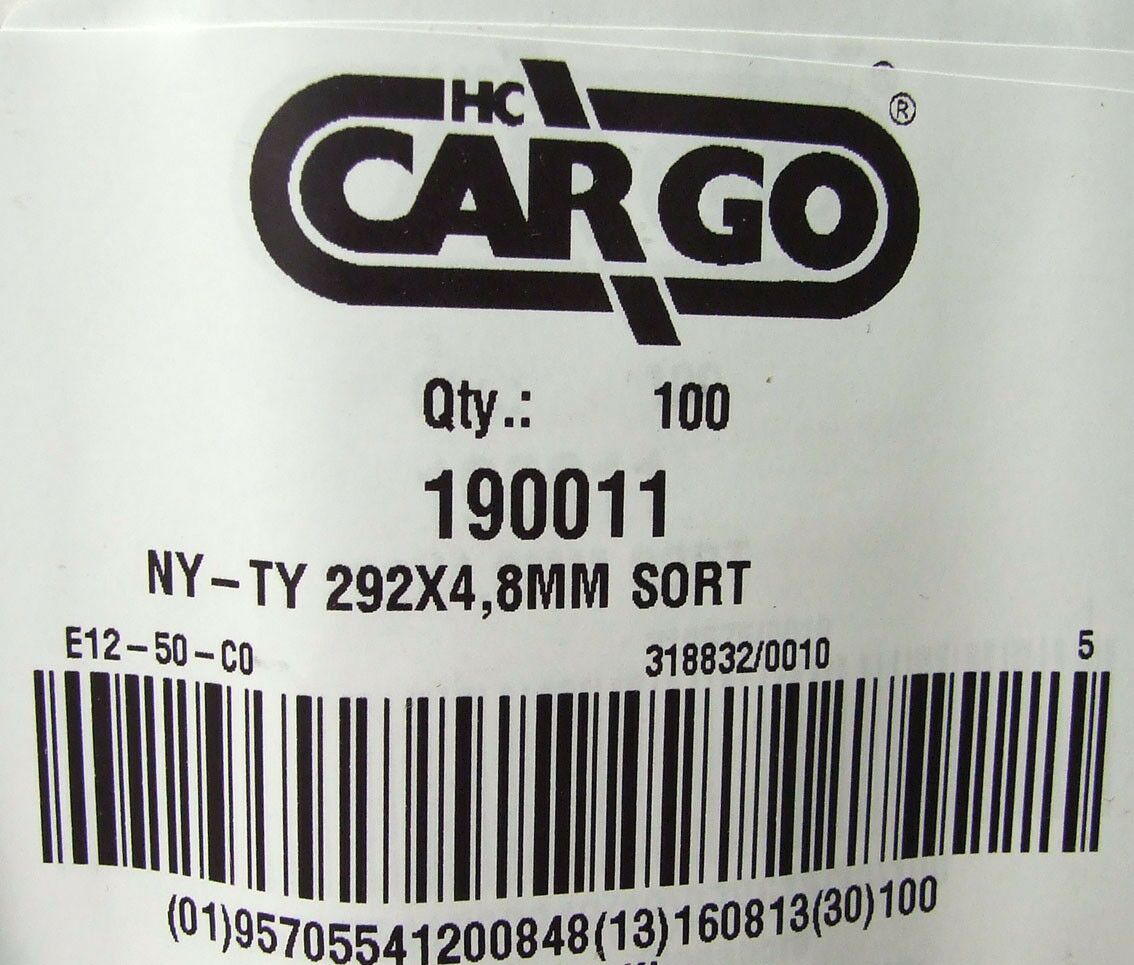 HC
CARGO ®
Qty.: 100
190011
NY-TY 292X4,8MM SORT
E12-50-C0 318832/0010 5
(01)95705541200848(13)160813(30)100